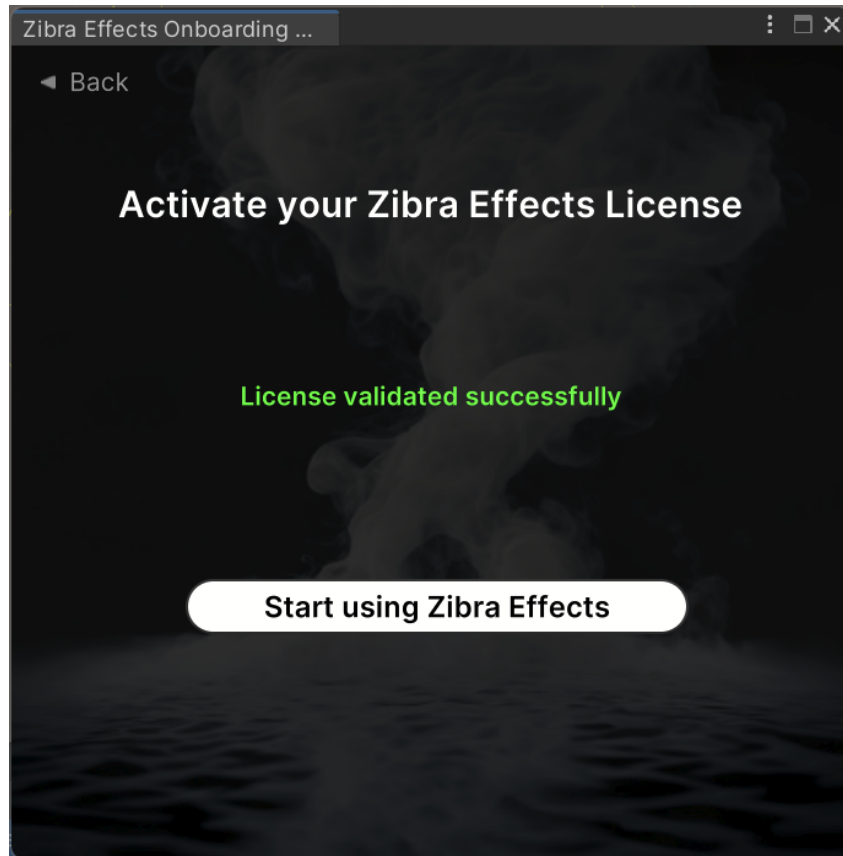 Zibra Effects Onboarding ...
Back
Activate your Zibra Effects License
License validated successfully
Start using Zibra Effects